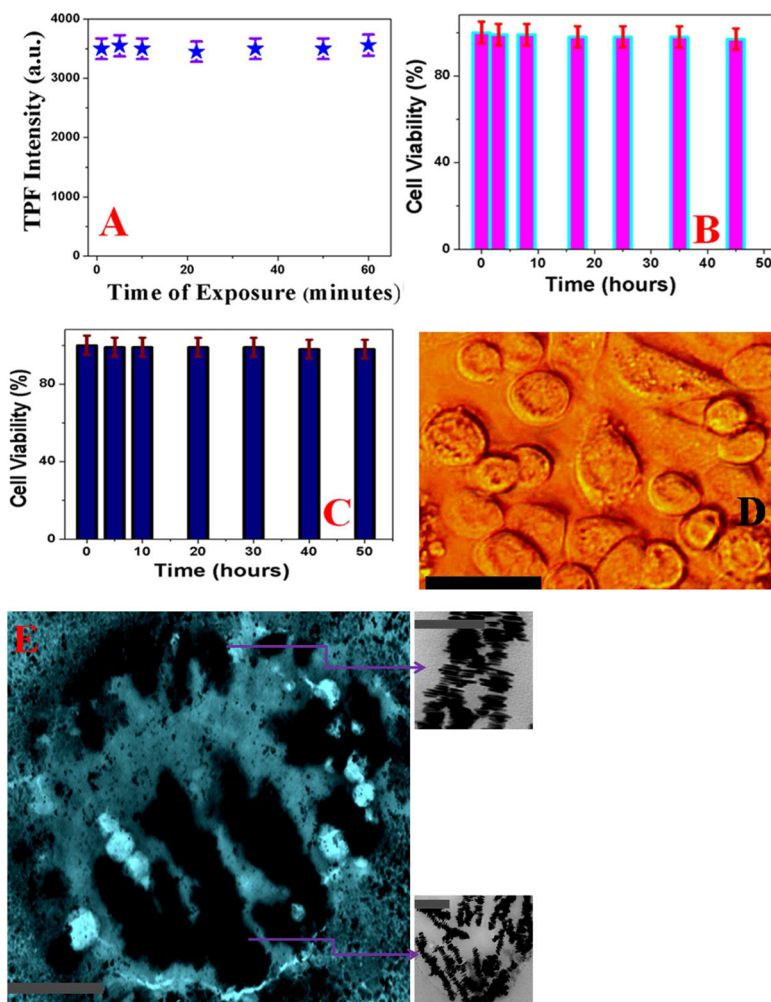 4000
3000
2000
1000
0
TPF Intensity (a.u.)
A
0 20 40 60
Time of Exposure (minutes)
80
40
0
Cell Viability (%)
B
0 10 20 30 40 50
Time (hours)
80
40
0
Cell Viability (%)
C
0 10 20 30 40 50
Time (hours)
D
E